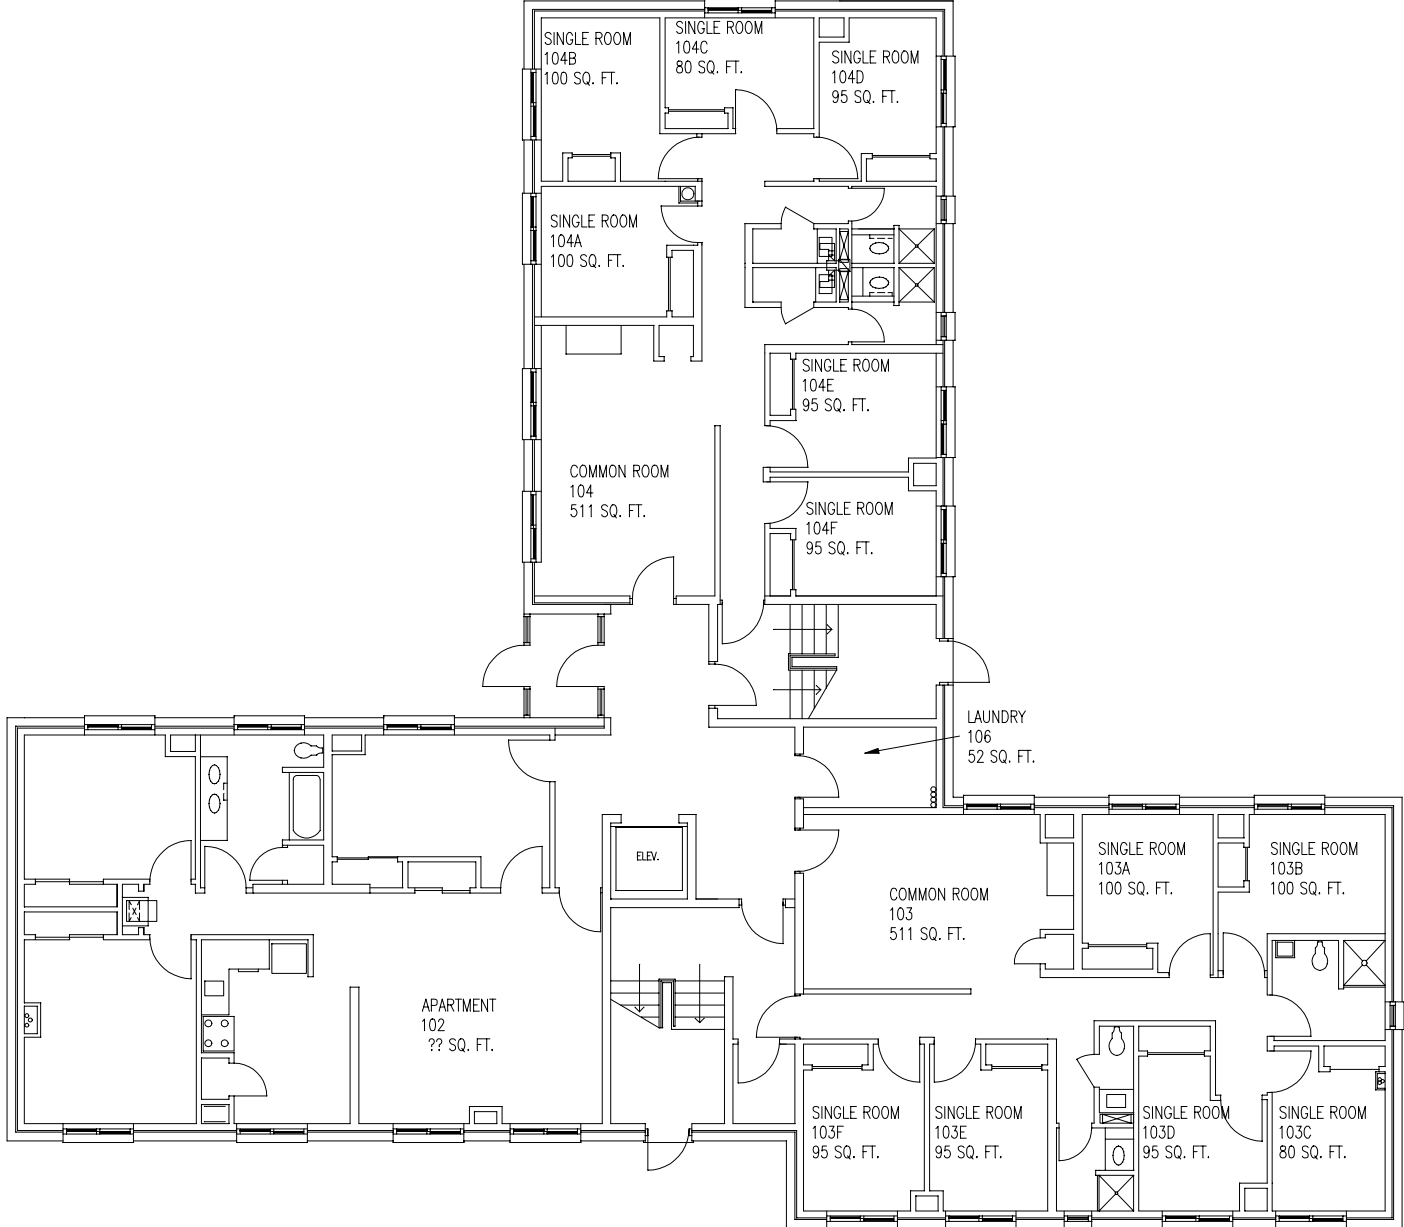 SINGLE ROOM
104B
100 SQ. FT.
SINGLE ROOM
104C
80 SQ. FT.
SINGLE ROOM
104D
95 SQ. FT.
SINGLE ROOM
104A
100 SQ. FT.
SINGLE ROOM
104E
95 SQ. FT.
COMMON ROOM
104
511 SQ. FT.
SINGLE ROOM
104F
95 SQ. FT.
LAUNDRY
106
52 SQ. FT.
ELEV.
COMMON ROOM
103
511 SQ. FT.
SINGLE ROOM
103A
100 SQ. FT.
SINGLE ROOM
103B
100 SQ. FT.
APARTMENT
102
?? SQ. FT.
SINGLE ROOM
103F
95 SQ. FT.
SINGLE ROOM
103E
95 SQ. FT.
SINGLE ROOM
103D
95 SQ. FT.
SINGLE ROOM
103C
80 SQ. FT.